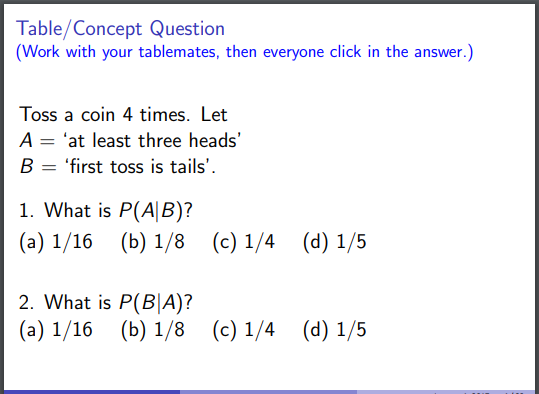 Table/Concept Question
(Work with your tablemates, then everyone click in the answer.)
Toss a coin 4 times. Let
A = ‘at least three heads’
B = ‘first toss is tails’.
1. What is P(A|B)?
(a) 1/16 (b) 1/8 (c) 1/4 (d) 1/5
2. What is P(B|A)?
(a) 1/16 (b) 1/8 (c) 1/4 (d) 1/5